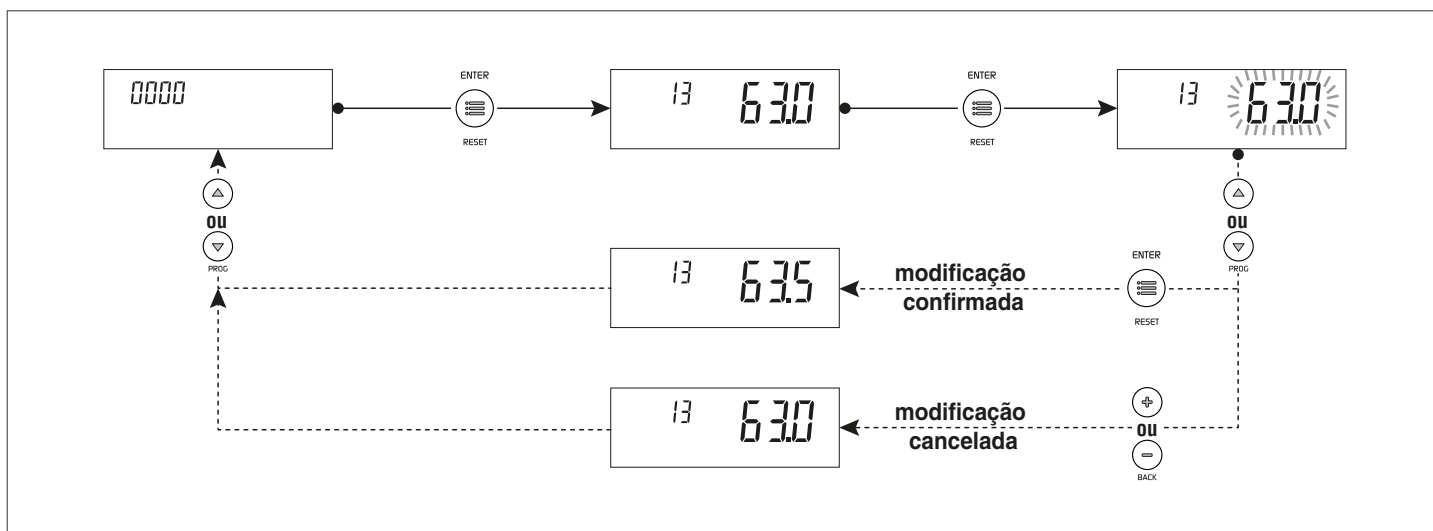 0000
ENTER
RESET
13 63.0
ENTER
RESET
13 63.0
ou
PROG
ou
PROG
13 63.5
modificação
confirmada
ENTER
RESET
13 63.0
modificação
cancelada
ou
BACK